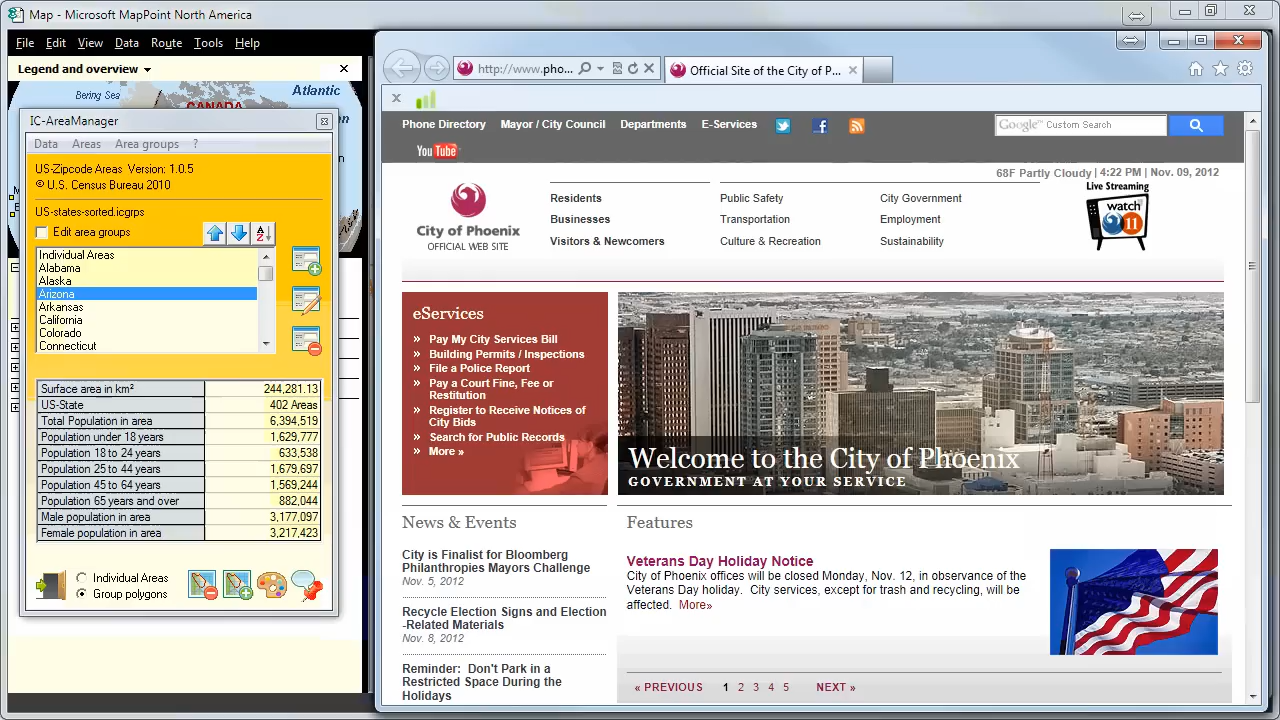 Map - Microsoft MapPoint North America
File Edit View Data Route Tools Help
Legend and overview
Bering Sea
CANADA
Atlantic
IC-AreaManager
Data Areas Area groups ?
US-Zipcode Areas Version: 1.0.5
© U.S. Census Bureau 2010
US-states-sorted.icgrps
Edit area groups
Individual Areas
Alabama
Alaska
Arizona
Arkansas
California
Colorado
Connecticut
Surface area in km² 244,281.13
US-State 402 Areas
Total Population in area 6,394,519
Population under 18 years 1,629,777
Population 18 to 24 years 633,538
Population 25 to 44 years 1,679,697
Population 45 to 64 years 1,569,244
Population 65 years and over 882,044
Male population in area 3,177,097
Female population in area 3,217,423
Individual Areas
Group polygons
http://www.pho...
Official Site of the City of P...
Phone Directory Mayor / City Council Departments E-Services
Google™ Custom Search
YouTube
68F Partly Cloudy | 4:22 PM | Nov. 09, 2012
City of Phoenix
OFFICIAL WEB SITE
Residents
Businesses
Visitors & Newcomers
Public Safety
Transportation
Culture & Recreation
City Government
Employment
Sustainability
Live Streaming
watch
11
eServices
» Pay My City Services Bill
» Building Permits / Inspections
» File a Police Report
» Pay a Court Fine, Fee or
Restitution
» Register to Receive Notices of
City Bids
» Search for Public Records
» More »
Welcome to the City of Phoenix
GOVERNMENT AT YOUR SERVICE
News & Events
City is Finalist for Bloomberg
Philanthropies Mayors Challenge
Nov. 5, 2012
Recycle Election Signs and Election
-Related Materials
Nov. 8, 2012
Reminder: Don't Park in a
Restricted Space During the
Holidays
Features
Veterans Day Holiday Notice
City of Phoenix offices will be closed Monday, Nov. 12, in observance of the
Veterans Day holiday. City services, except for trash and recycling, will be
affected. More»
« PREVIOUS 1 2 3 4 5 NEXT »